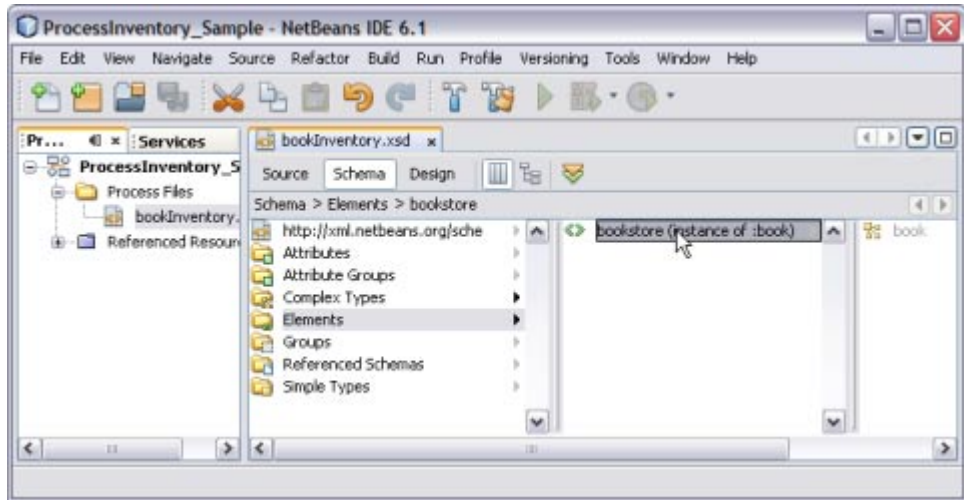 ProcessInventory_Sample - NetBeans IDE 6.1
File Edit View Navigate Source Refactor Build Run Profile Versioning Tools Window Help
Pr... Services bookInventory.xsd
ProcessInventory_S
Process Files
bookInventory.
Referenced Resour
Source Schema Design
Schema > Elements > bookstore
http://xml.netbeans.org/sche
Attributes
Attribute Groups
Complex Types
Elements
Groups
Referenced Schemas
Simple Types
bookstore (instance of :book)
book